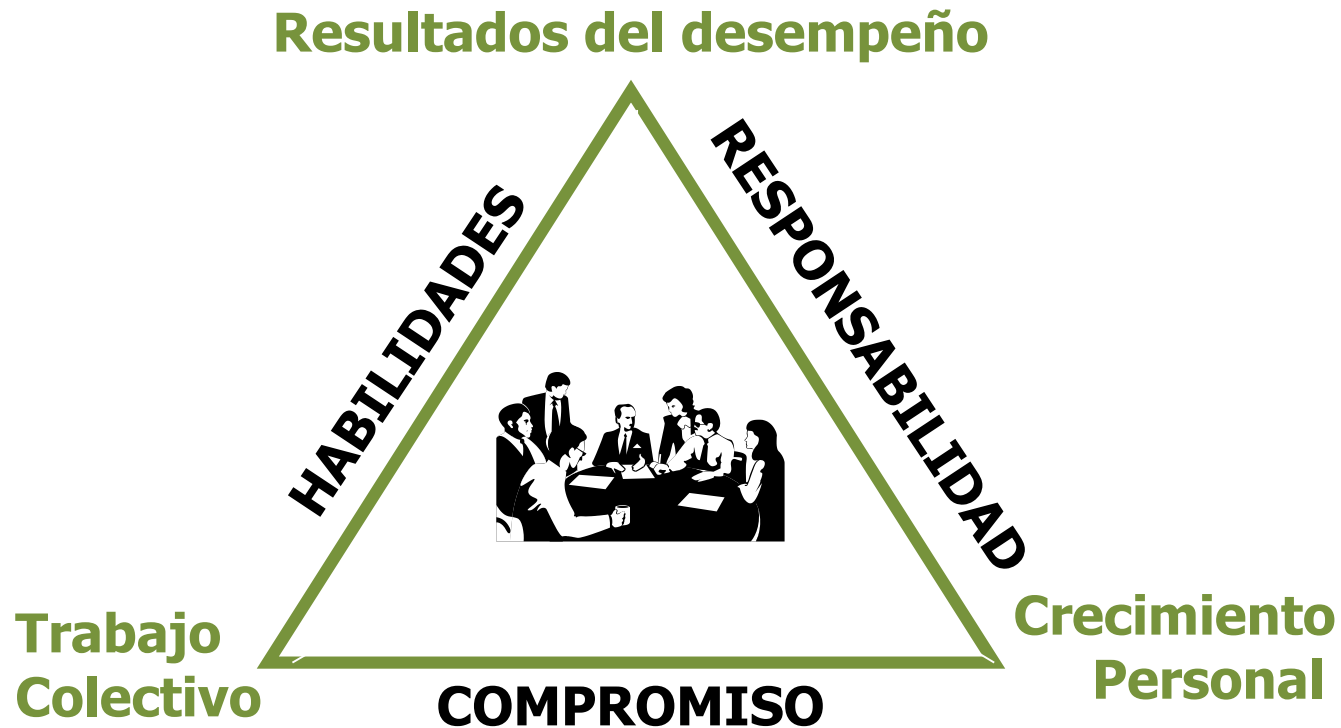 Resultados del desempeño
HABILIDADES
RESPONSABILIDAD
Trabajo
Colectivo
COMPROMISO
Crecimiento
Personal